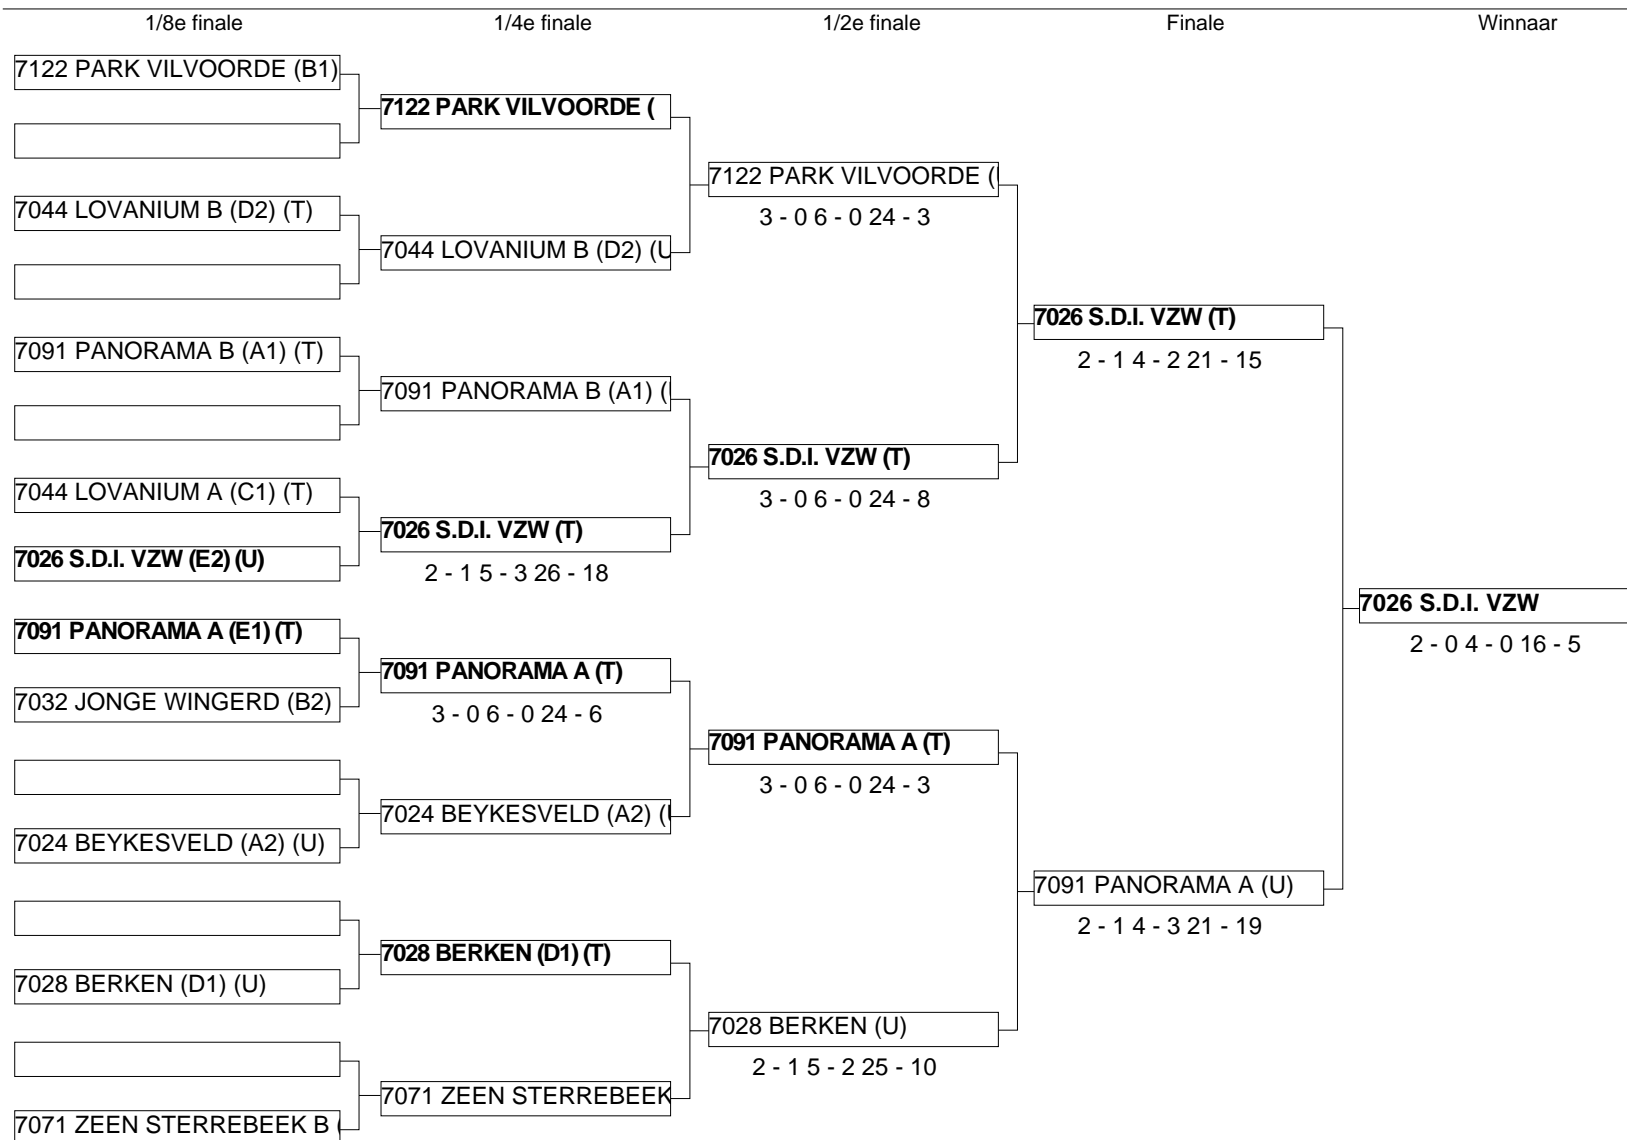 1/8e finale
1/4e finale
1/2e finale
Finale
Winnaar
7122 PARK VILVOORDE (B1)
7044 LOVANIUM B (D2) (T)
7091 PANORAMA B (A1) (T)
7044 LOVANIUM A (C1) (T)
7026 S.D.I. VZW (E2) (U)
7091 PANORAMA A (E1) (T)
7032 JONGE WINGERD (B2)
7024 BEYKESVELD (A2) (U)
7028 BERKEN (D1) (U)
7071 ZEEN STERREBEEK B (
7122 PARK VILVOORDE (
7044 LOVANIUM B (D2) (U
7091 PANORAMA B (A1) (
7026 S.D.I. VZW (T)
2 - 1 5 - 3 26 - 18
7091 PANORAMA A (T)
3 - 0 6 - 0 24 - 6
7024 BEYKESVELD (A2) (
7028 BERKEN (D1) (T)
7071 ZEEN STERREBEEK
7122 PARK VILVOORDE (
3 - 0 6 - 0 24 - 3
7026 S.D.I. VZW (T)
3 - 0 6 - 0 24 - 8
7091 PANORAMA A (T)
3 - 0 6 - 0 24 - 3
7028 BERKEN (U)
2 - 1 5 - 2 25 - 10
7026 S.D.I. VZW (T)
2 - 1 4 - 2 21 - 15
7091 PANORAMA A (U)
2 - 1 4 - 3 21 - 19
7026 S.D.I. VZW
2 - 0 4 - 0 16 - 5